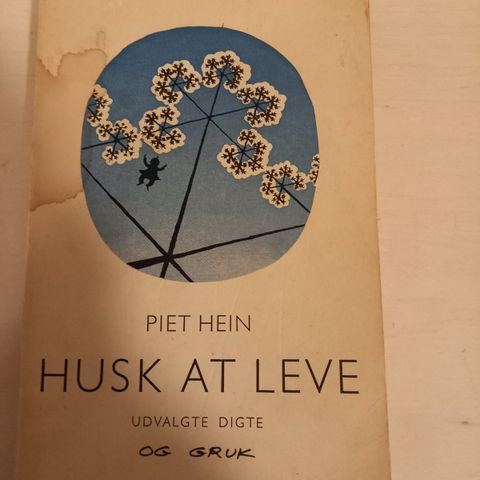 PIET HEIN
HUSK AT LEVE
UDVALGTE DIGTE
OG GRUK